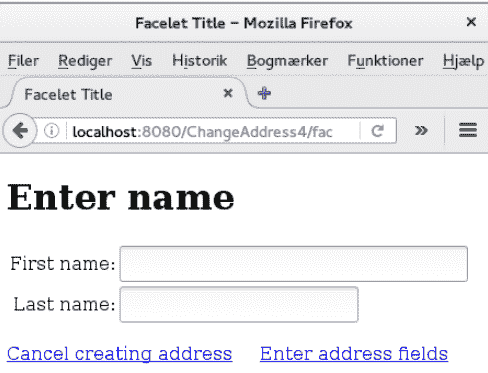 Facelet Title – Mozilla Firefox ×
Filer Rediger Vis Historik Bogmærker Funktioner Hjælp
Facelet Title ×
localhost:8080/ChangeAddress4/fac
Enter name
First name:
Last name:
Cancel creating address Enter address fields